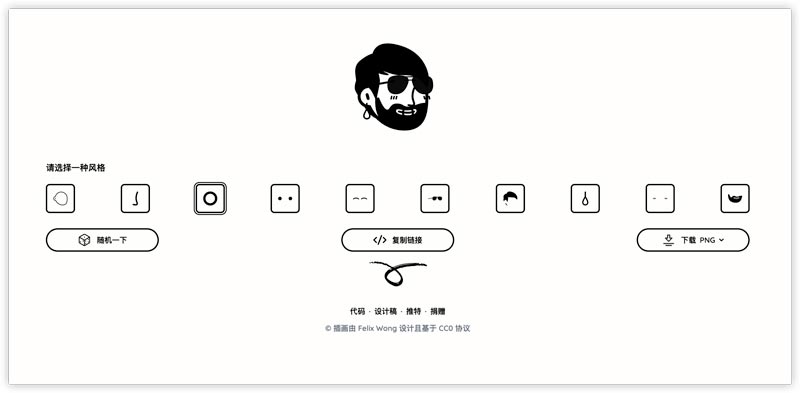 请选择一种风格
随机一下
复制链接
下载 PNG
代码 · 设计稿 · 推特 · 捐赠
© 插画由 Felix Wong 设计且基于 CC0 协议